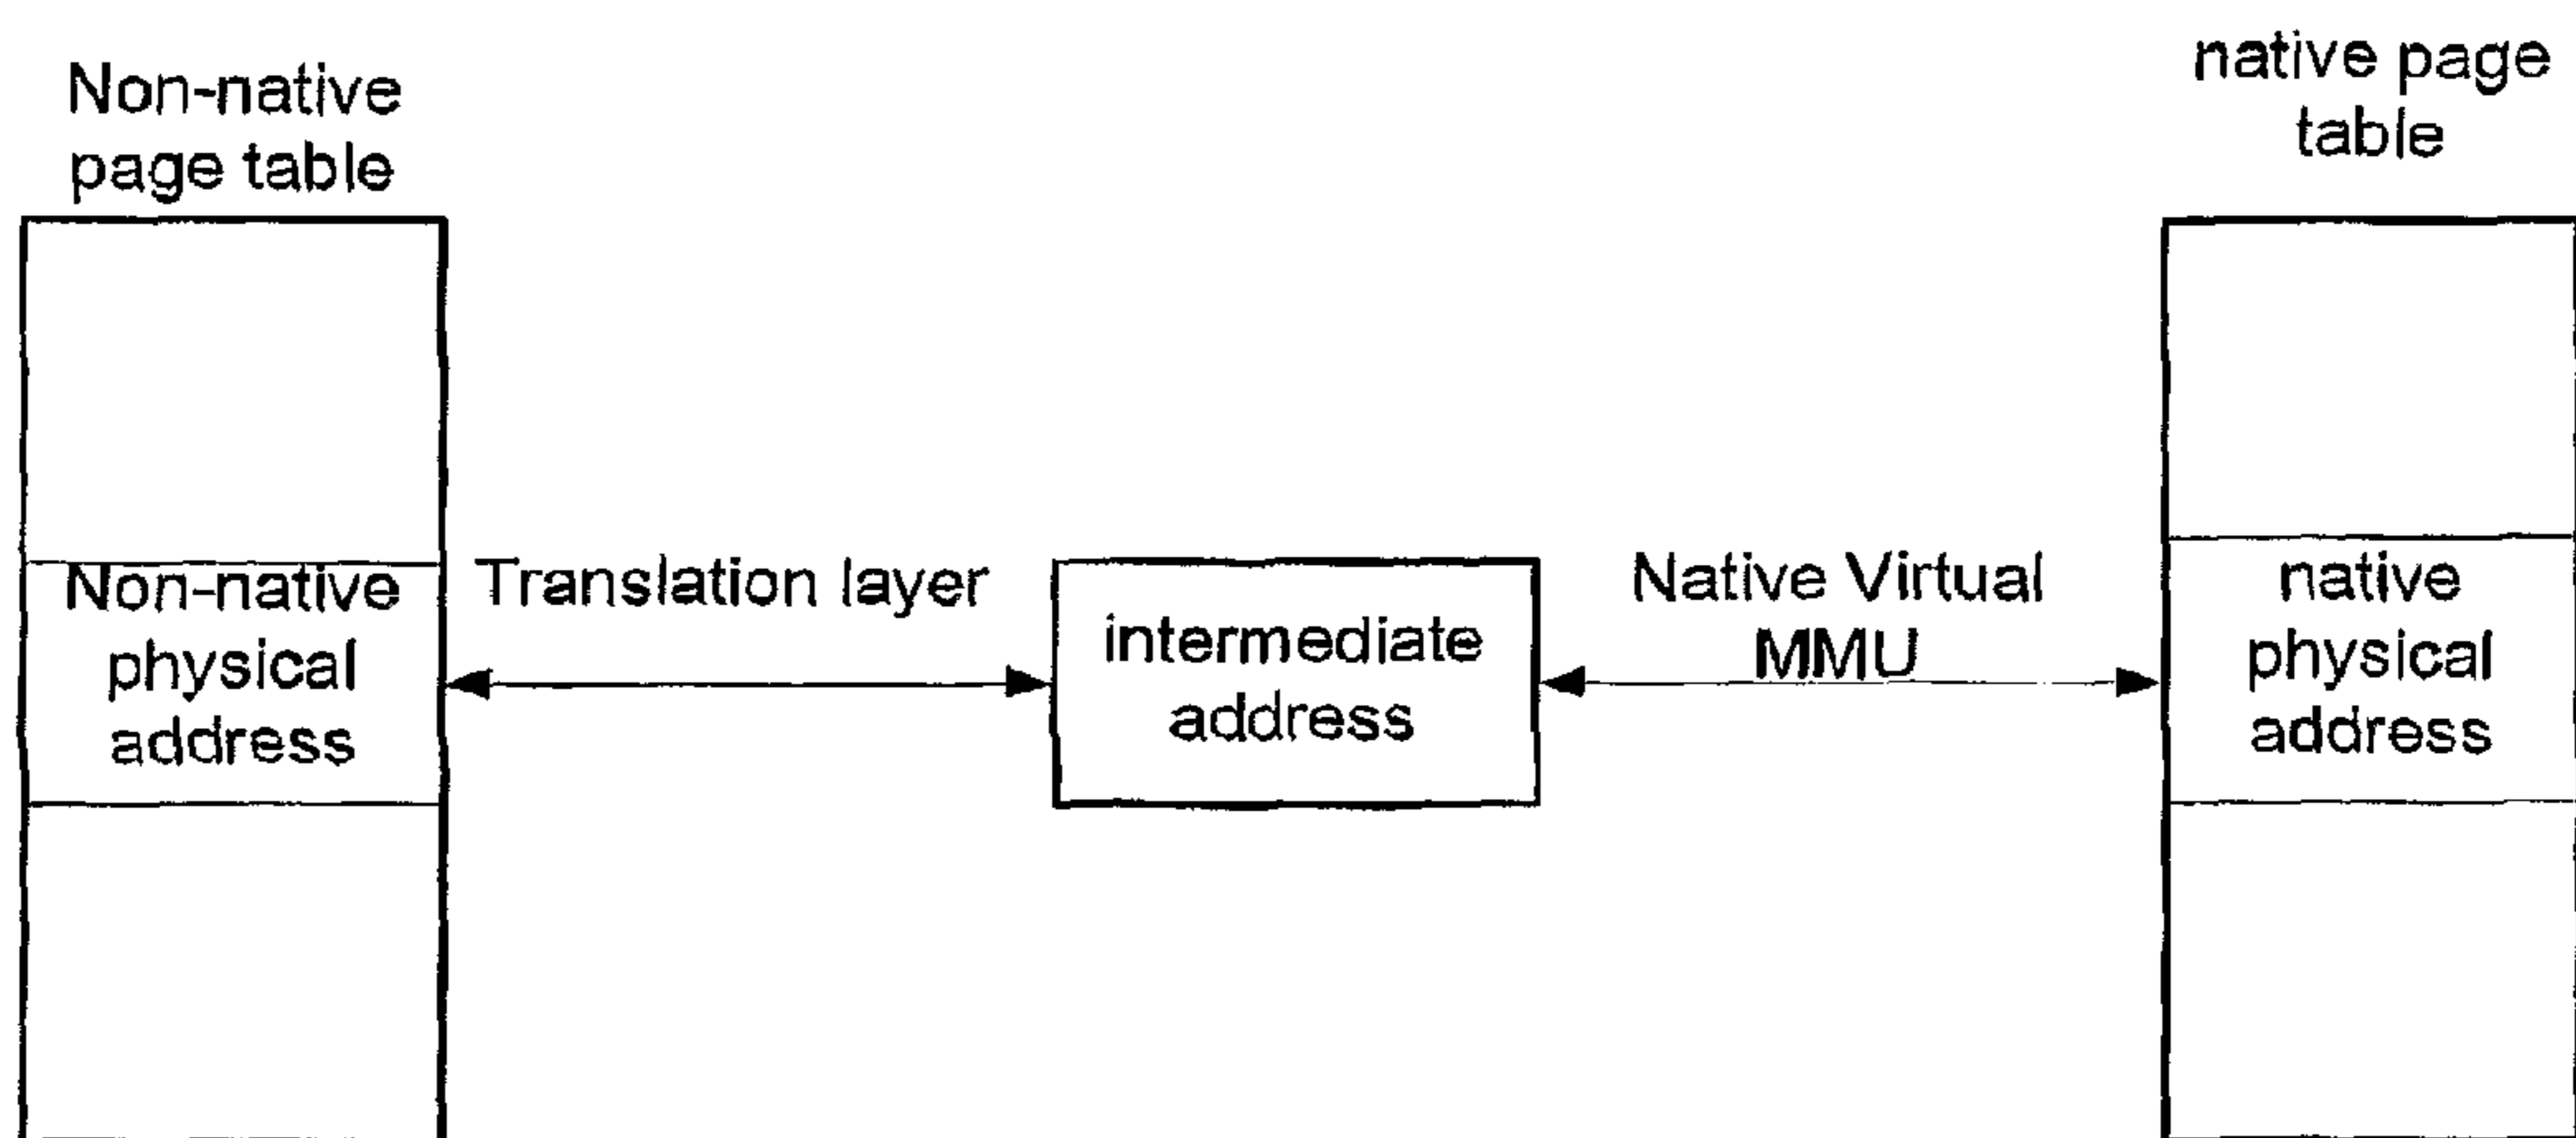 Non-native
page table
native page
table
Non-native
physical
address
Translation layer
intermediate
address
Native Virtual
MMU
native
physical
address